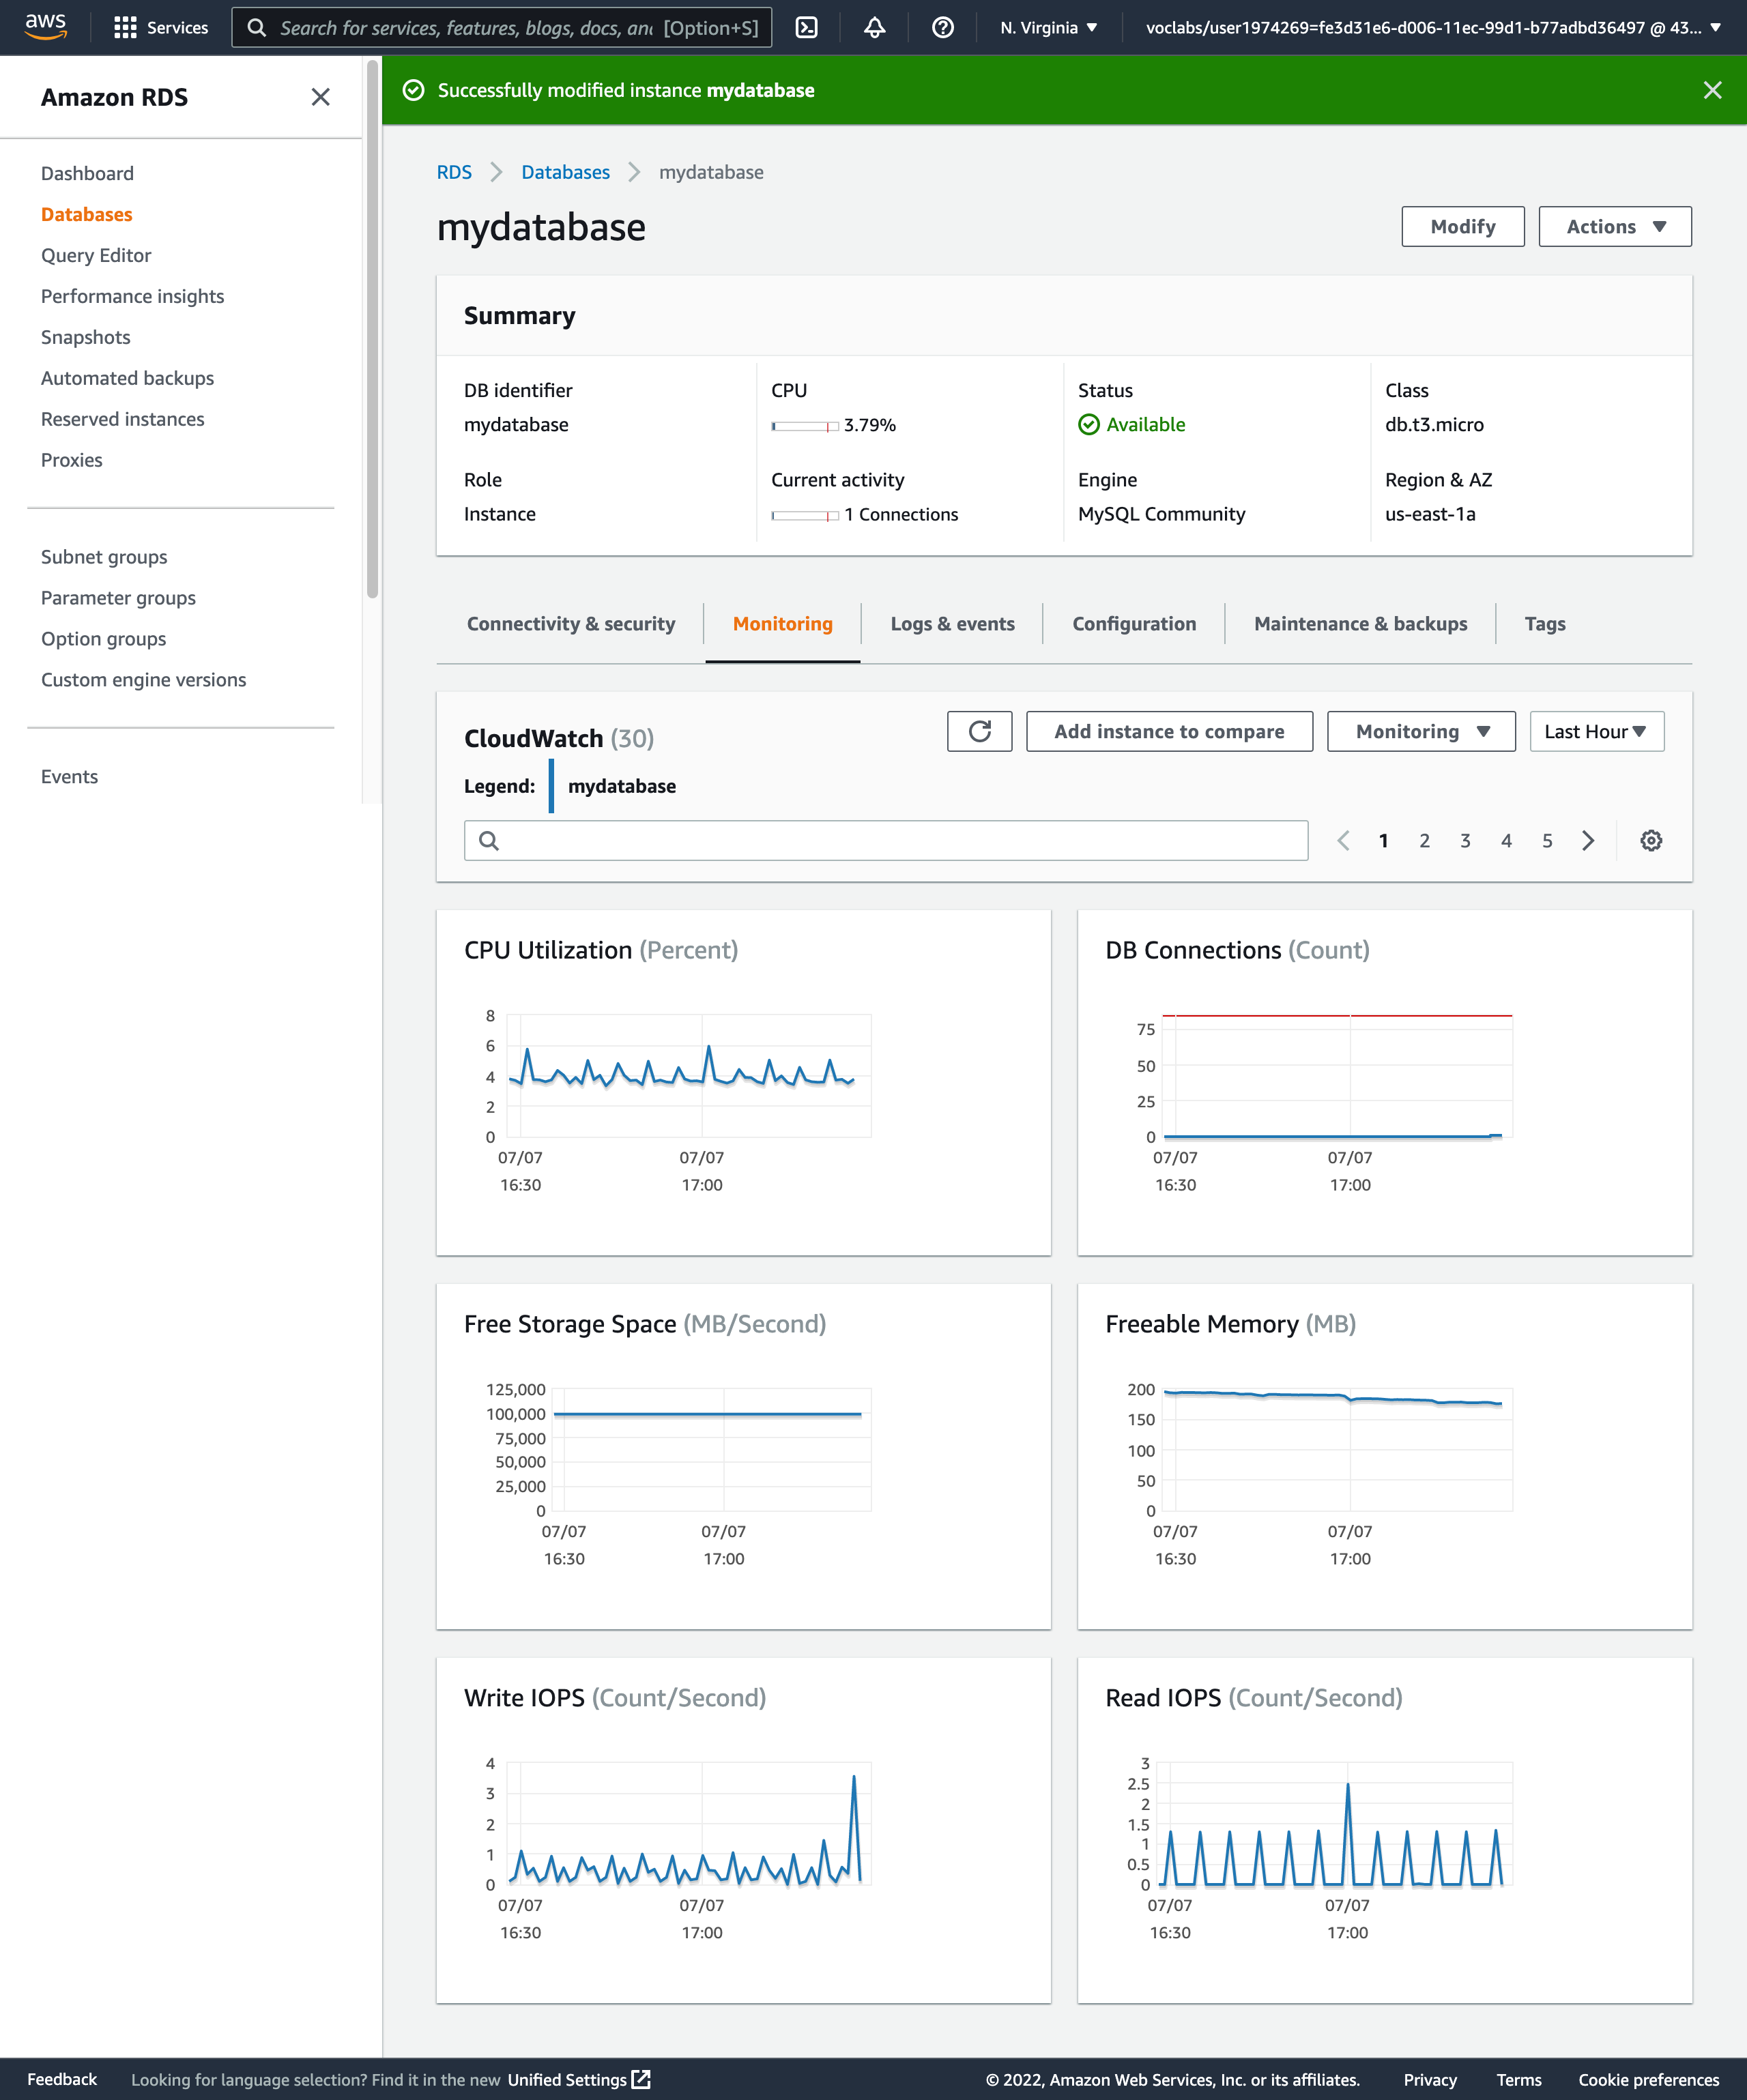 aws
Services
Search for services, features, blogs, docs, and [Option+S]
N. Virginia
voclabs/user1974269=fe3d31e6-d006-11ec-99d1-b77adbd36497 @ 43...
Amazon RDS
Dashboard
Databases
Query Editor
Performance insights
Snapshots
Automated backups
Reserved instances
Proxies
Subnet groups
Parameter groups
Option groups
Custom engine versions
Events
Successfully modified instance mydatabase
RDS Databases mydatabase
mydatabase
Modify
Actions
Summary
DB identifier
mydatabase
CPU
3.79%
Status
Available
Class
db.t3.micro
Role
Instance
Current activity
1 Connections
Engine
MySQL Community
Region & AZ
us-east-1a
Connectivity & security
Monitoring
Logs & events
Configuration
Maintenance & backups
Tags
CloudWatch (30)
Add instance to compare
Monitoring
Last Hour
Legend: mydatabase
1 2 3 4 5
CPU Utilization (Percent)
8
6
4
2
0
07/07 07/07
16:30 17:00
DB Connections (Count)
75
50
25
0
07/07 07/07
16:30 17:00
Free Storage Space (MB/Second)
125,000
100,000
75,000
50,000
25,000
0
07/07 07/07
16:30 17:00
Freeable Memory (MB)
200
150
100
50
0
07/07 07/07
16:30 17:00
Write IOPS (Count/Second)
4
3
2
1
0
07/07 07/07
16:30 17:00
Read IOPS (Count/Second)
3
2.5
2
1.5
1
0.5
0
07/07 07/07
16:30 17:00
Feedback
Looking for language selection? Find it in the new Unified Settings
© 2022, Amazon Web Services, Inc. or its affiliates.
Privacy
Terms
Cookie preferences